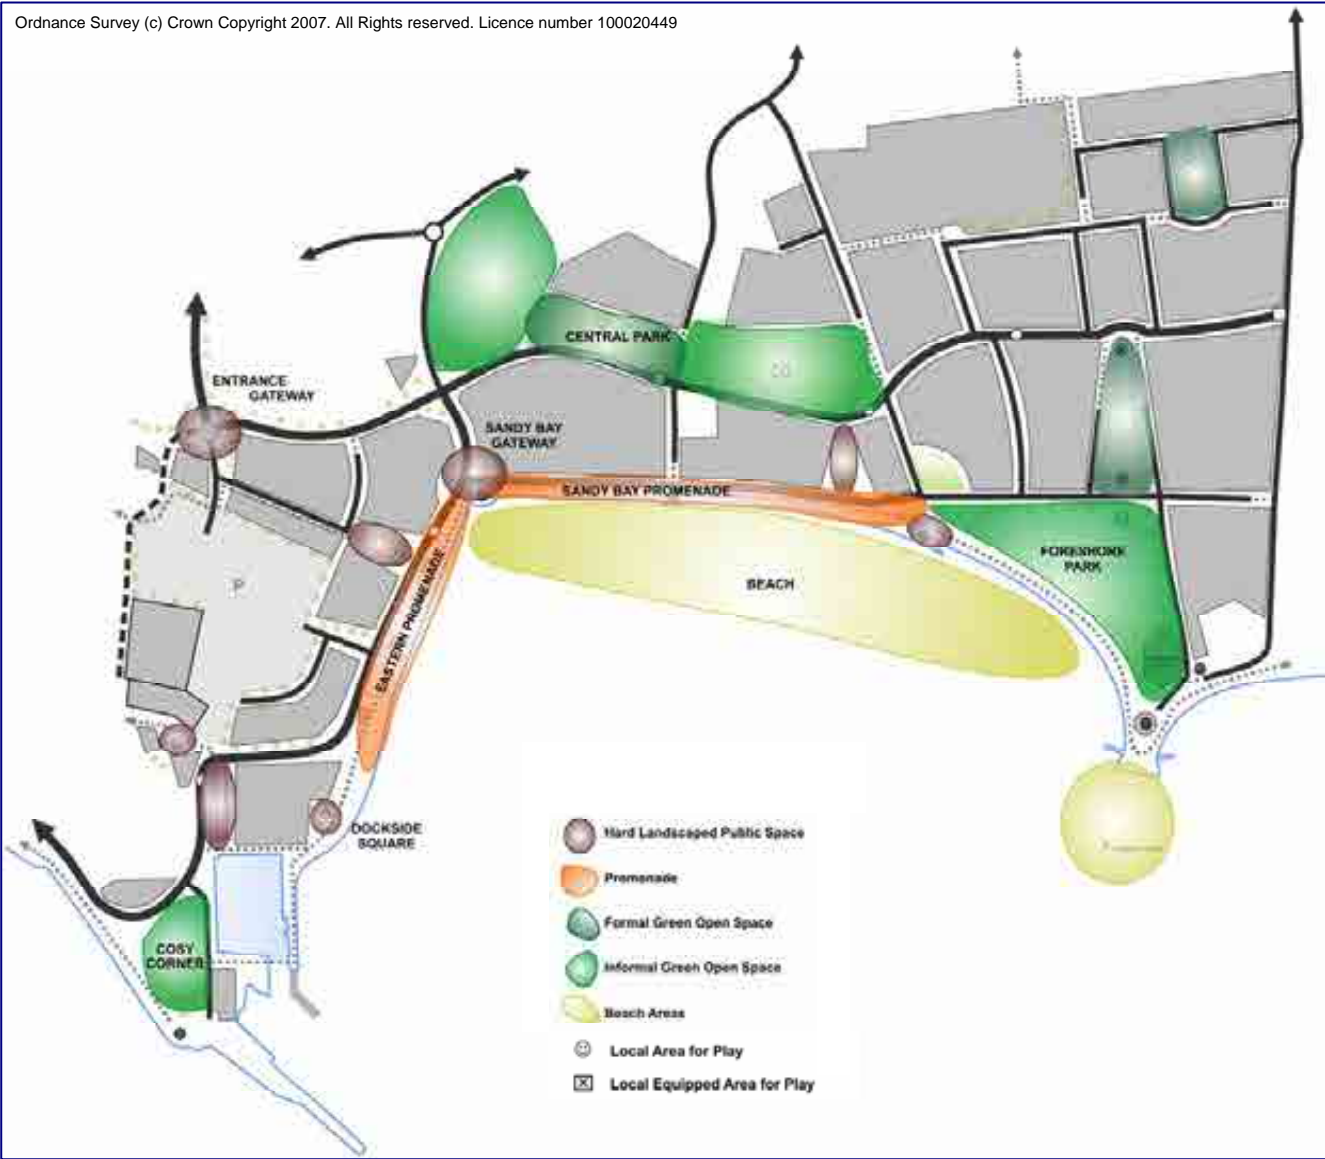 Ordnance Survey (c) Crown Copyright 2007. All Rights reserved. Licence number 100020449
CENTRAL PARK
ENTRANCE
GATEWAY
SANDY BAY
GATEWAY
SANDY BAY PROMENADE
FORESHORE
PARK
BEACH
P
EASTERN PROMENADE
DOCKSIDE
SQUARE
COSY
CORNER
Hard Landscaped Public Space
Promenade
Formal Green Open Space
Informal Green Open Space
Beach Areas
Local Area for Play
Local Equipped Area for Play